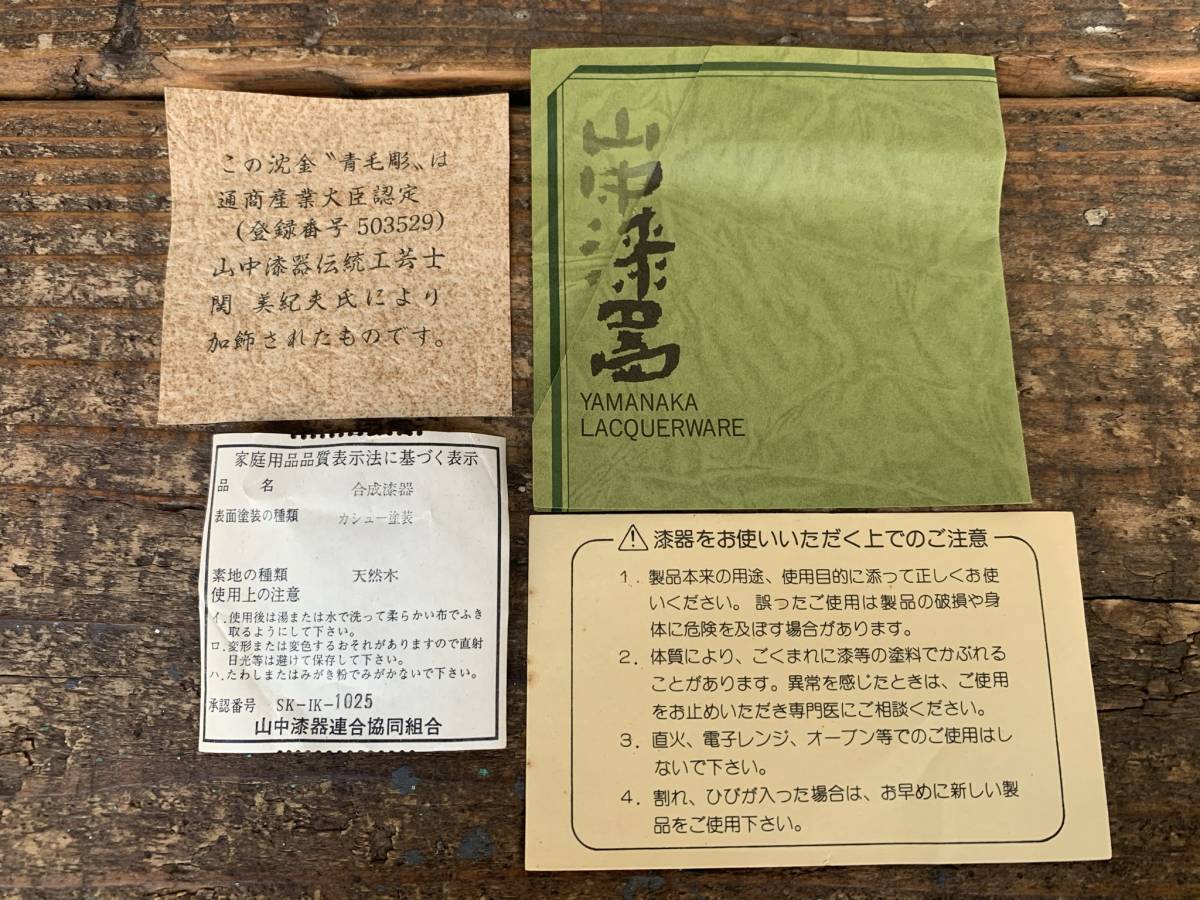 この沈金〝青毛彫〟は
通商産業大臣認定
(登録番号503529)
山中漆器伝統工芸士
関 美紀夫氏により
加飾されたものです。
山中漆器
YAMANAKA
LACQUERWARE
家庭用品品質表示法に基づく表示
品 名 合成漆器
表面塗装の種類 カシュー塗装
素地の種類 天然木
使用上の注意
イ.使用後は湯または水で洗って柔らかい布でふき
取るようにして下さい。
ロ.変形または変色するおそれがありますので直射
日光等は避けて保存して下さい。
ハ.たわしまたはみがき粉でみがかないで下さい。
承認番号 SK-IK-1025
山中漆器連合協同組合
⚠ 漆器をお使いいただく上でのご注意
1.製品本来の用途、使用目的に添って正しくお使
いください。誤ったご使用は製品の破損や身
体に危険を及ぼす場合があります。
2.体質により、ごくまれに漆等の塗料でかぶれる
ことがあります。異常を感じたときは、ご使用
をお止めいただき専門医にご相談ください。
3.直火、電子レンジ、オーブン等でのご使用はし
ないで下さい。
4.割れ、ひびが入った場合は、お早めに新しい製
品をご使用下さい。